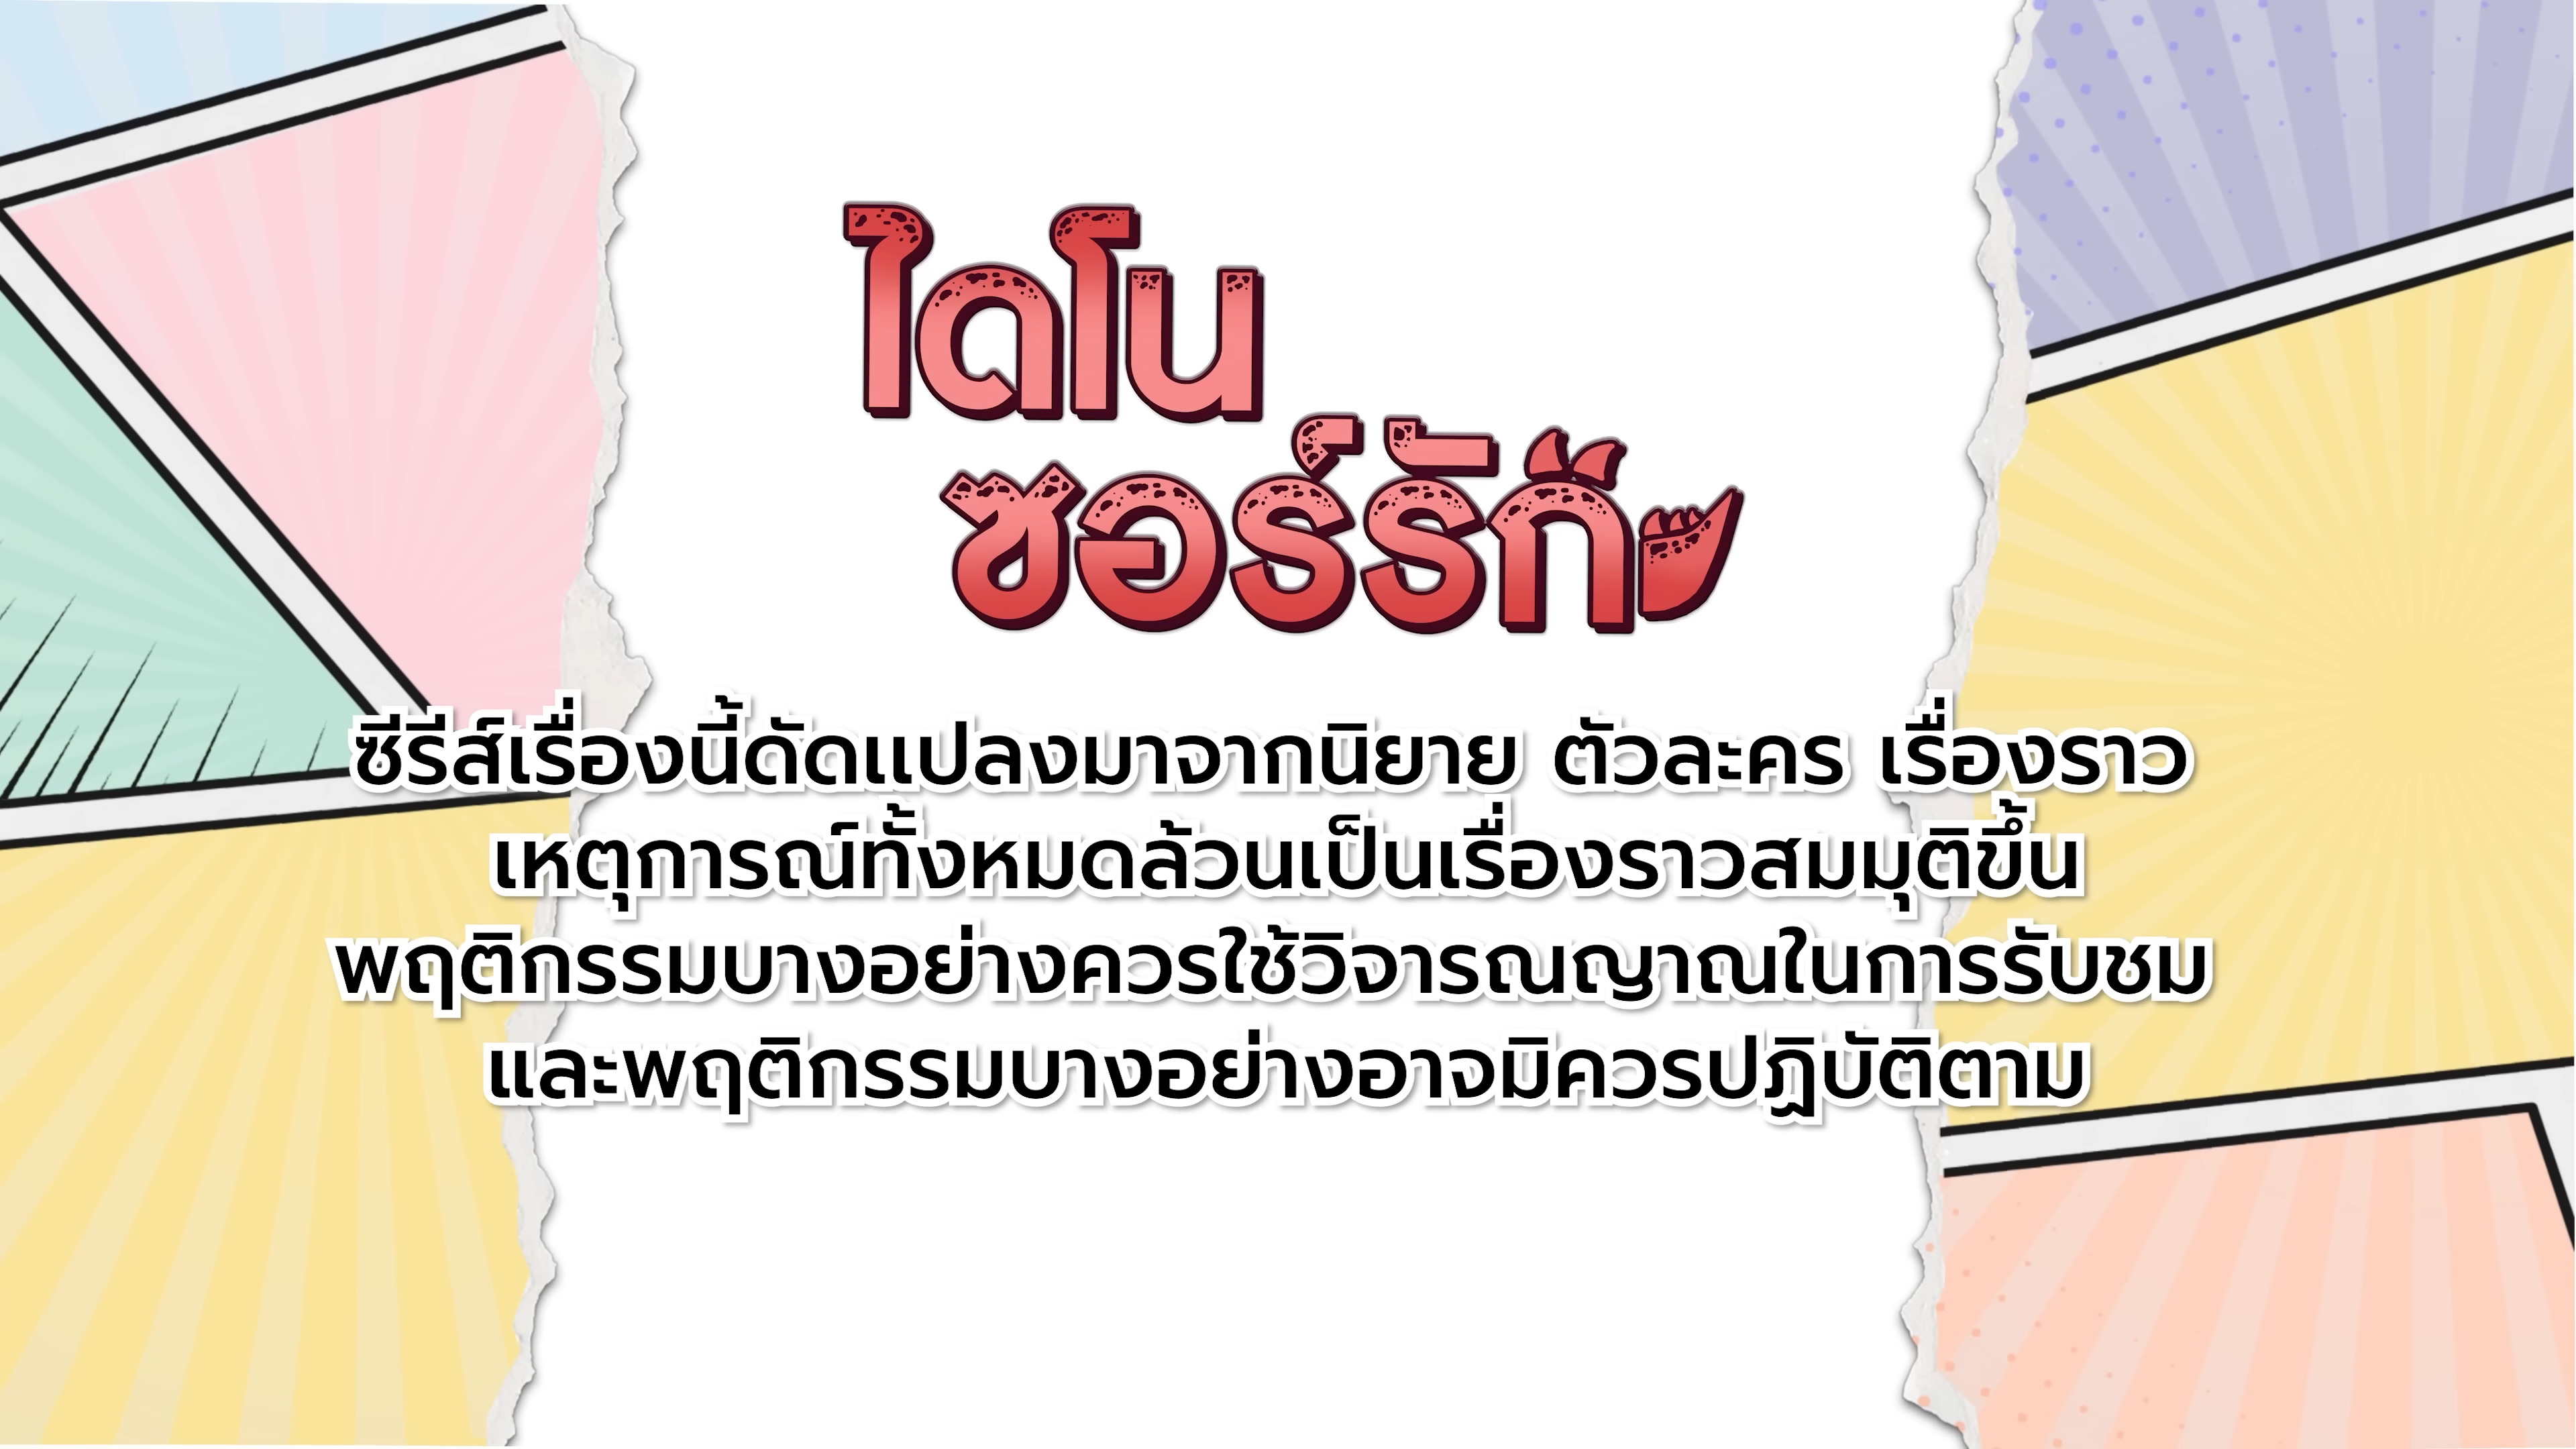 ไดโน
ซอร์รัก
ซีรีส์เรื่องนี้ดัดแปลงมาจากนิยาย ตัวละคร เรื่องราว
เหตุการณ์ทั้งหมดล้วนเป็นเรื่องราวสมมุติขึ้น
พฤติกรรมบางอย่างควรใช้วิจารณญาณในการรับชม
และพฤติกรรมบางอย่างอาจมิควรปฏิบัติตาม